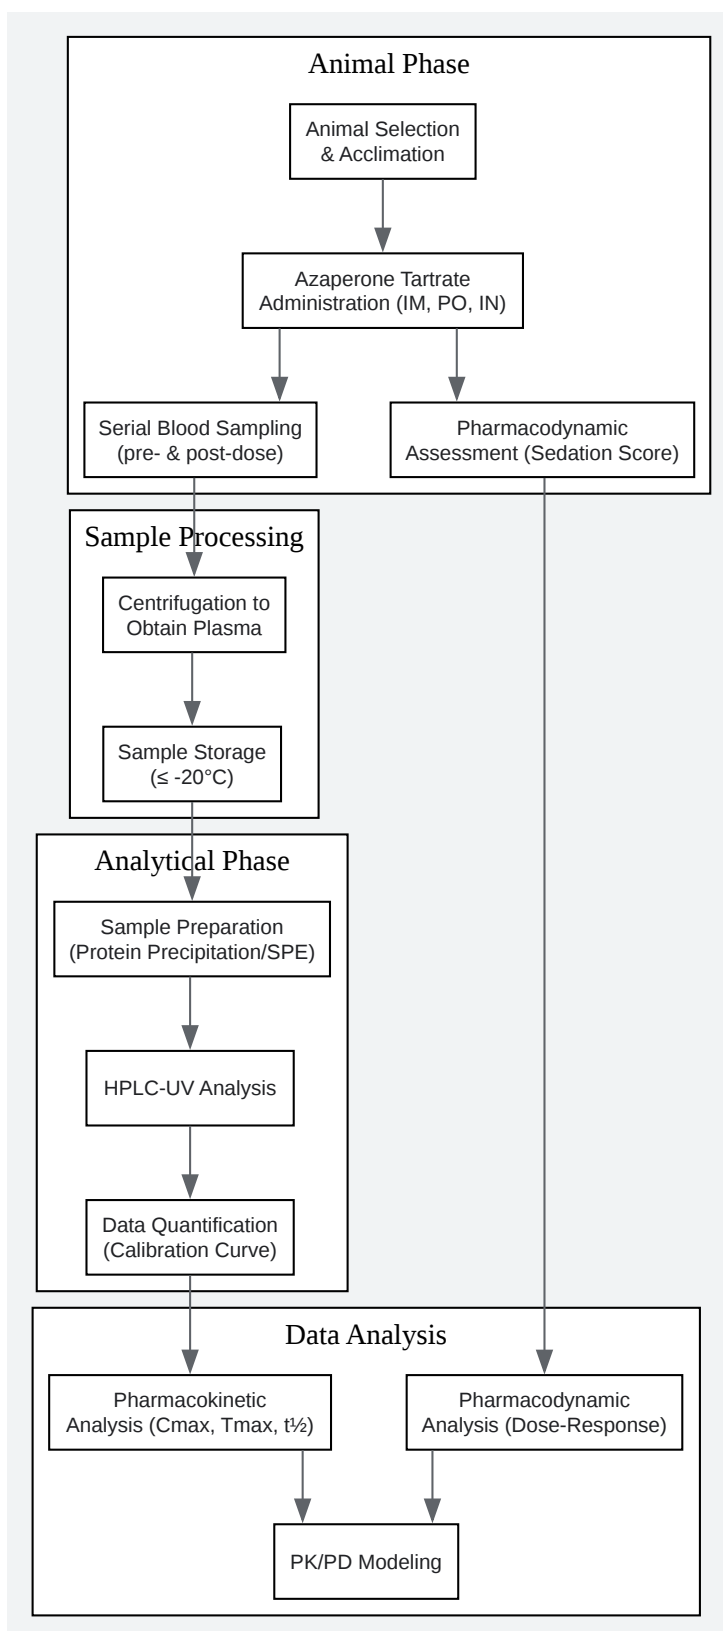 Animal Phase
Animal Selection
& Acclimation
Azaperone Tartrate
Administration (IM, PO, IN)
Serial Blood Sampling
(pre- & post-dose)
Pharmacodynamic
Assessment (Sedation Score)
Sample Processing
Centrifugation to
Obtain Plasma
Sample Storage
(≤ -20°C)
Analytical Phase
Sample Preparation
(Protein Precipitation/SPE)
HPLC-UV Analysis
Data Quantification
(Calibration Curve)
Data Analysis
Pharmacokinetic
Analysis (Cmax, Tmax, t½)
Pharmacodynamic
Analysis (Dose-Response)
PK/PD Modeling